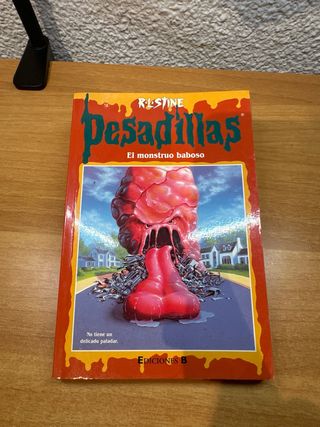 R.L. STINE
Pesadillas
El monstruo baboso
No tiene un
delicado paladar.
EDICIONES B